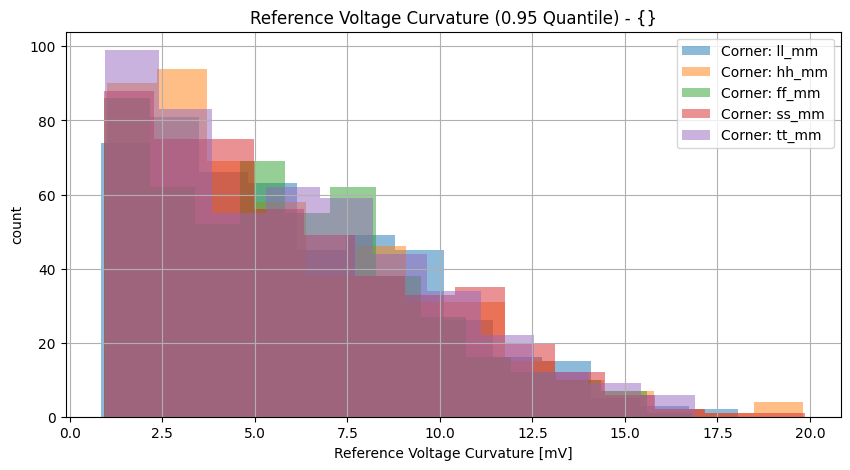 Reference Voltage Curvature (0.95 Quantile) - {}
Corner: ll_mm
Corner: hh_mm
Corner: ff_mm
Corner: ss_mm
Corner: tt_mm
100
80
60
40
20
0
count
0.0 2.5 5.0 7.5 10.0 12.5 15.0 17.5 20.0
Reference Voltage Curvature [mV]